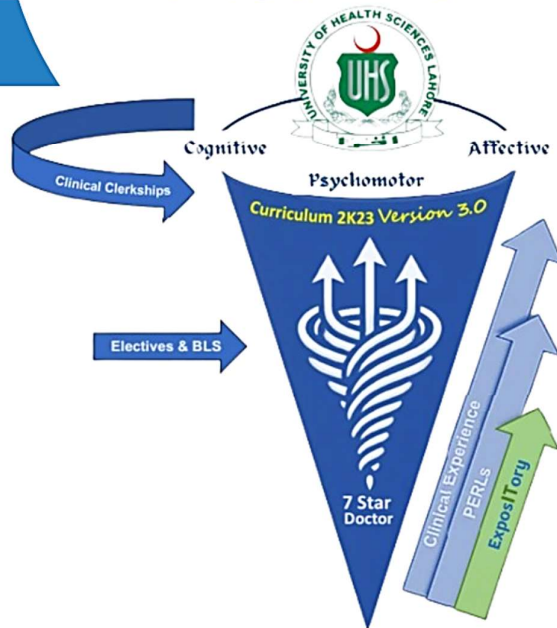 UNIVERSITY OF HEALTH SCIENCES LAHORE
UHS
Cognitive
Affective
Psychomotor
Clinical Clerkships
Curriculum 2K23 Version 3.0
Electives & BLS
7 Star
Doctor
Clinical Experience
PERLs
ExposITory